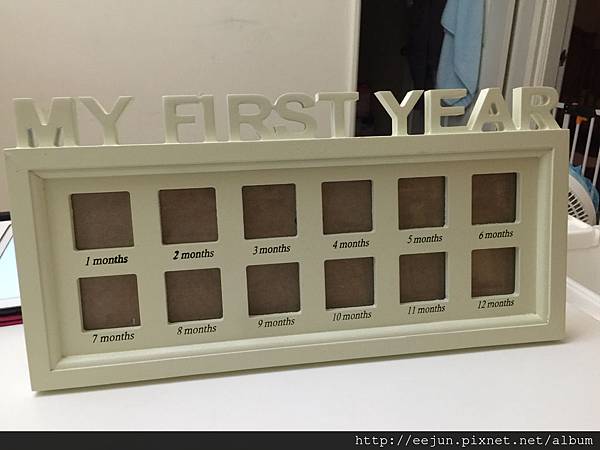 MY FIRST YEAR
1 months 2 months 3 months 4 months 5 months 6 months
7 months 8 months 9 months 10 months 11 months 12 months
http://eejun.pixnet.net/album